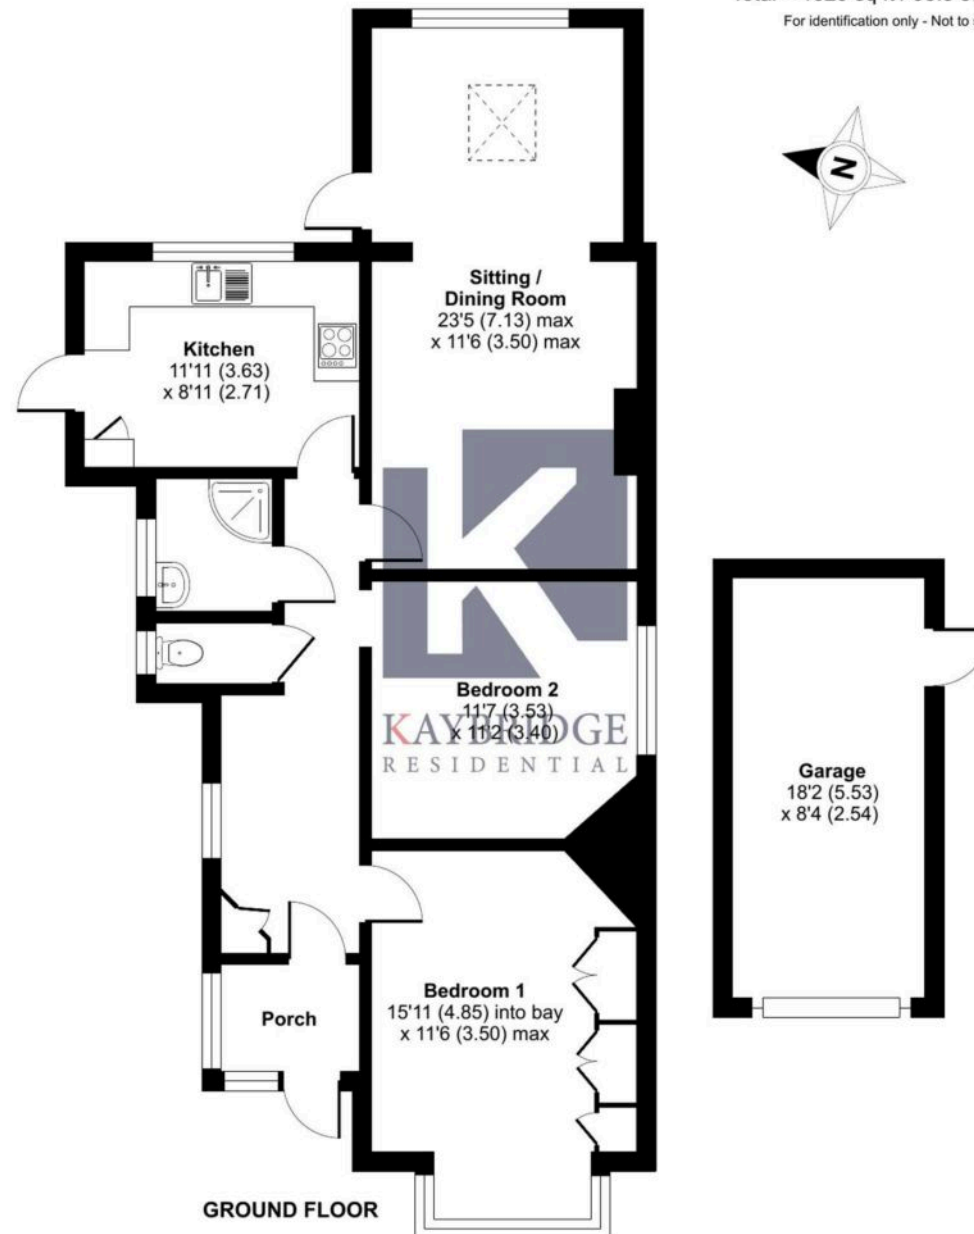 For identification only - Not to
N
Sitting /
Dining Room
23'5 (7.13) max
x 11'6 (3.50) max
Kitchen
11'11 (3.63)
x 8'11 (2.71)
Bedroom 2
11'7 (3.53)
x 11'2 (3.40)
KAYBRIDGE
RESIDENTIAL
Garage
18'2 (5.53)
x 8'4 (2.54)
Bedroom 1
15'11 (4.85) into bay
x 11'6 (3.50) max
Porch
GROUND FLOOR